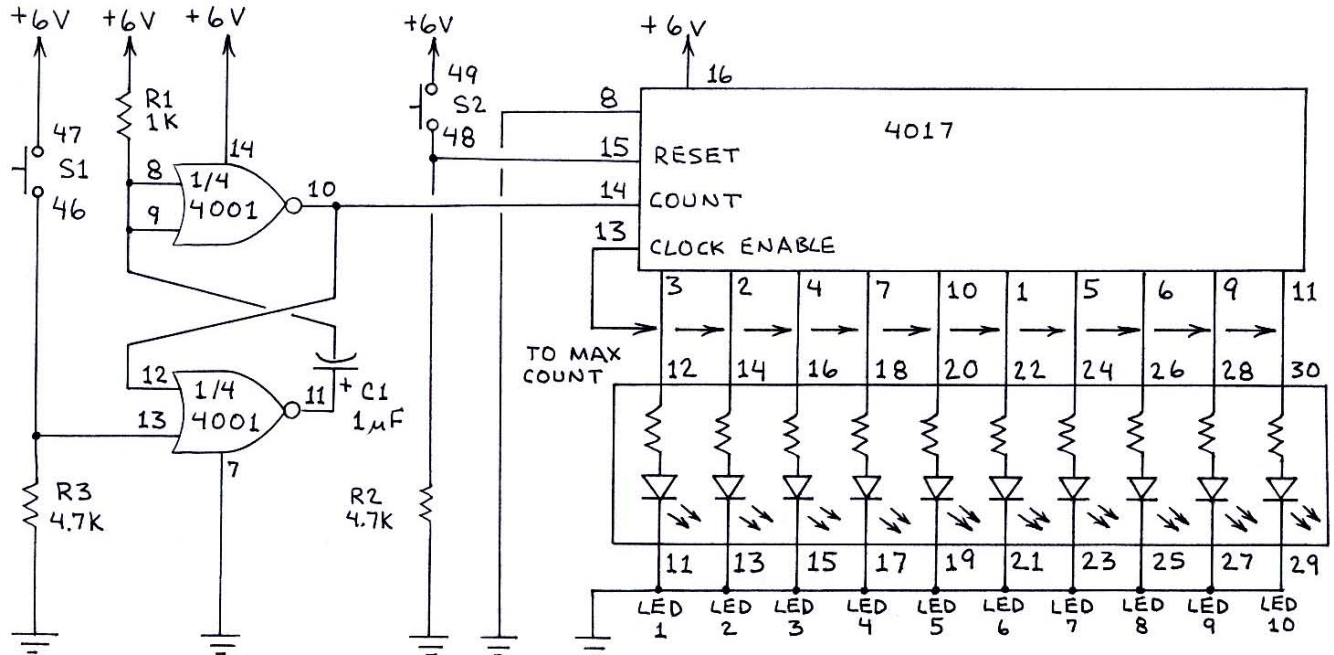 +6V +6V +6V +6V +6V
16
49
S2
48
R1
1K
47
S1
46
14
8
9
1/4
4001
10
8
4017
15 RESET
14 COUNT
13 CLOCK ENABLE
3 2 4 7 10 1 5 6 9 11
TO MAX
COUNT
12 14 16 18 20 22 24 26 28 30
12
13
1/4
4001
11
+ C1
1µF
7
R3
4.7K
R2
4.7K
11 13 15 17 19 21 23 25 27 29
LED LED LED LED LED LED LED LED LED LED
1 2 3 4 5 6 7 8 9 10